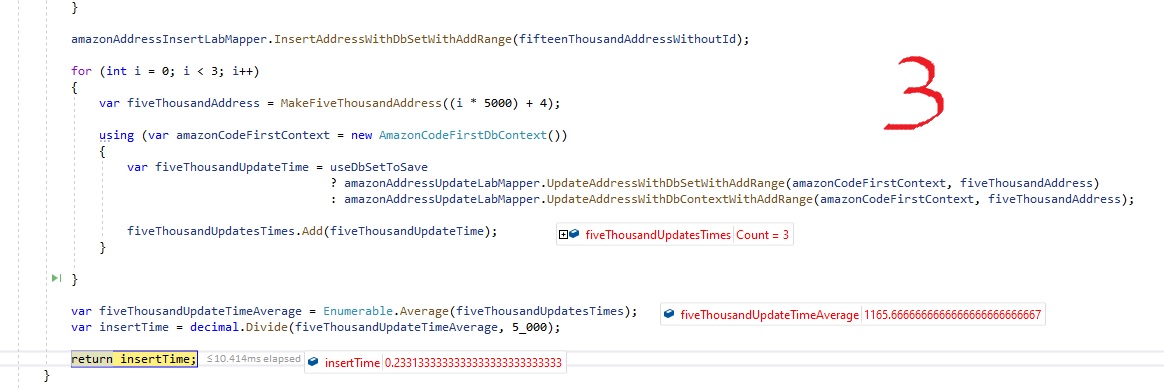 }
amazonAddressInsertLabMapper.InsertAddressWithDbSetWithAddRange(fifteenThousandAddressWithoutId);
for (int i = 0; i < 3; i++)
{
var fiveThousandAddress = MakeFiveThousandAddress((i * 5000) + 4);
using (var amazonCodeFirstContext = new AmazonCodeFirstDbContext())
{
var fiveThousandUpdateTime = useDbSetToSave
? amazonAddressUpdateLabMapper.UpdateAddressWithDbSetWithAddRange(amazonCodeFirstContext, fiveThousandAddress)
: amazonAddressUpdateLabMapper.UpdateAddressWithDbContextWithAddRange(amazonCodeFirstContext, fiveThousandAddress);
fiveThousandUpdatesTimes.Add(fiveThousandUpdateTime); fiveThousandUpdatesTimes Count = 3
}
}
var fiveThousandUpdateTimeAverage = Enumerable.Average(fiveThousandUpdatesTimes); fiveThousandUpdateTimeAverage 1165.6666666666666666666666667
var insertTime = decimal.Divide(fiveThousandUpdateTimeAverage, 5_000);
return insertTime; ≤10.414ms elapsed insertTime 0.2331333333333333333333333333
}
3